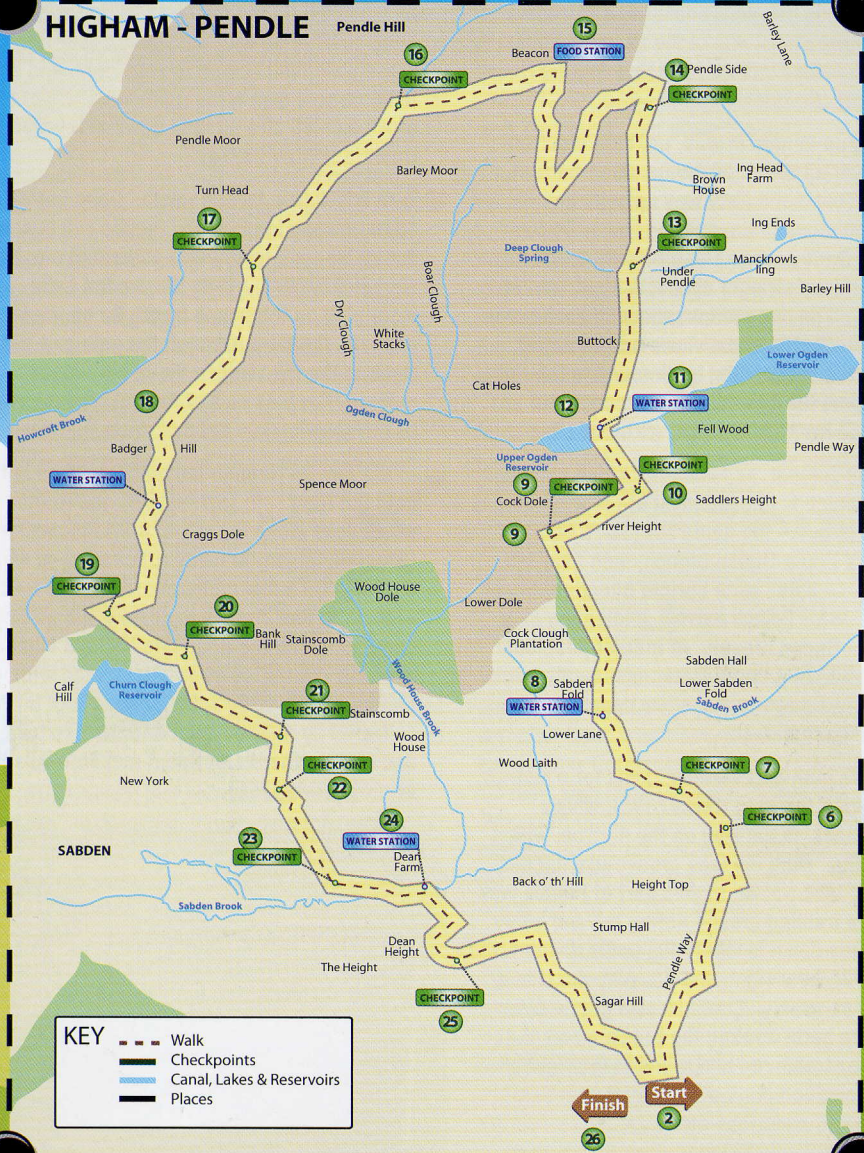 HIGHAM - PENDLE
Pendle Hill
15
Barley Lane
16
Beacon
FOOD STATION
14
Pendle Side
CHECKPOINT
CHECKPOINT
Pendle Moor
Barley Moor
Ing Head
Farm
Brown
House
Turn Head
17
13
Ing Ends
CHECKPOINT
CHECKPOINT
Deep Clough
Spring
Mancknowls
Iing
Under
Pendle
Boar Clough
Barley Hill
Dry Clough
White
Stacks
Buttock
Lower Ogden
Reservoir
Cat Holes
11
18
12
WATER STATION
Ogden Clough
Howcroft Brook
Fell Wood
Badger
Hill
Pendle Way
Upper Ogden
Reservoir
CHECKPOINT
WATER STATION
Spence Moor
9
CHECKPOINT
10
Cock Dole
Saddlers Height
river Height
Craggs Dole
9
19
CHECKPOINT
Wood House
Dole
20
Lower Dole
CHECKPOINT
Bank
Hill
Stainscomb
Dole
Cock Clough
Plantation
Sabden Hall
Calf
Hill
Churn Clough
Reservoir
21
8
Sabden
Fold
Lower Sabden
Fold
Wood House Brook
CHECKPOINT
Stainscomb
WATER STATION
Sabden Brook
Wood
House
Lower Lane
CHECKPOINT
Wood Laith
CHECKPOINT
7
New York
22
24
CHECKPOINT
6
23
WATER STATION
SABDEN
CHECKPOINT
Dean
Farm
Back o' th' Hill
Height Top
Sabden Brook
Stump Hall
Dean
Height
Pendle Way
The Height
CHECKPOINT
Sagar Hill
25
KEY
Walk
Checkpoints
Canal, Lakes & Reservoirs
Places
Start
Finish
2
26